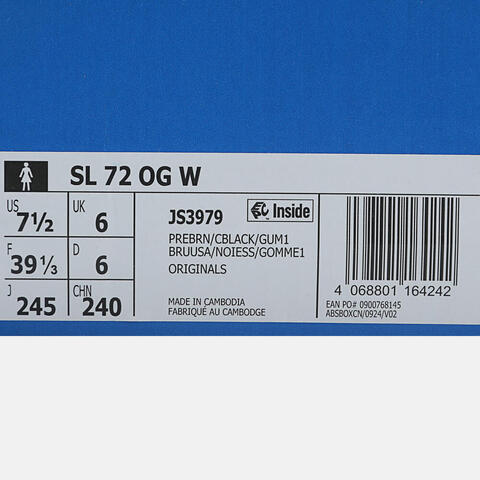 SL 72 OG W
US 7½ UK 6
F 39⅓ D 6
J 245 CHN 240
JS3979 Inside
PREBRN/CBLACK/GUM1
BRUUSA/NOIESS/GOMME1
ORIGINALS
MADE IN CAMBODIA
FABRIQUÉ AU CAMBODGE
4 068801 164242
EAN PO# 0900768145
ABSBOXCN/0924/V02